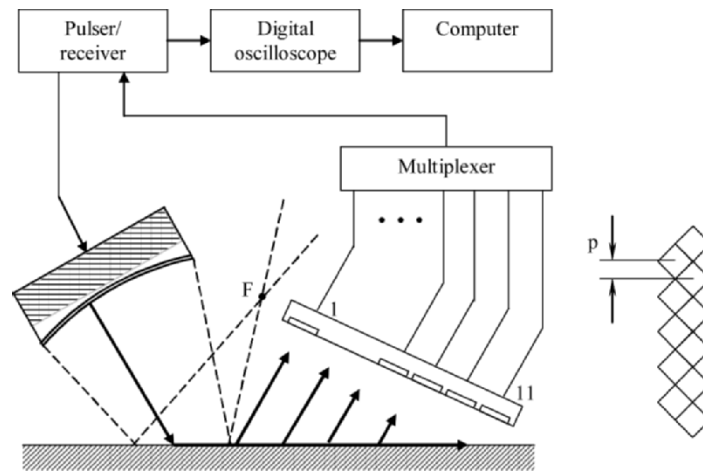 Pulser/
receiver
Digital
oscilloscope
Computer
Multiplexer
p
F
1
11